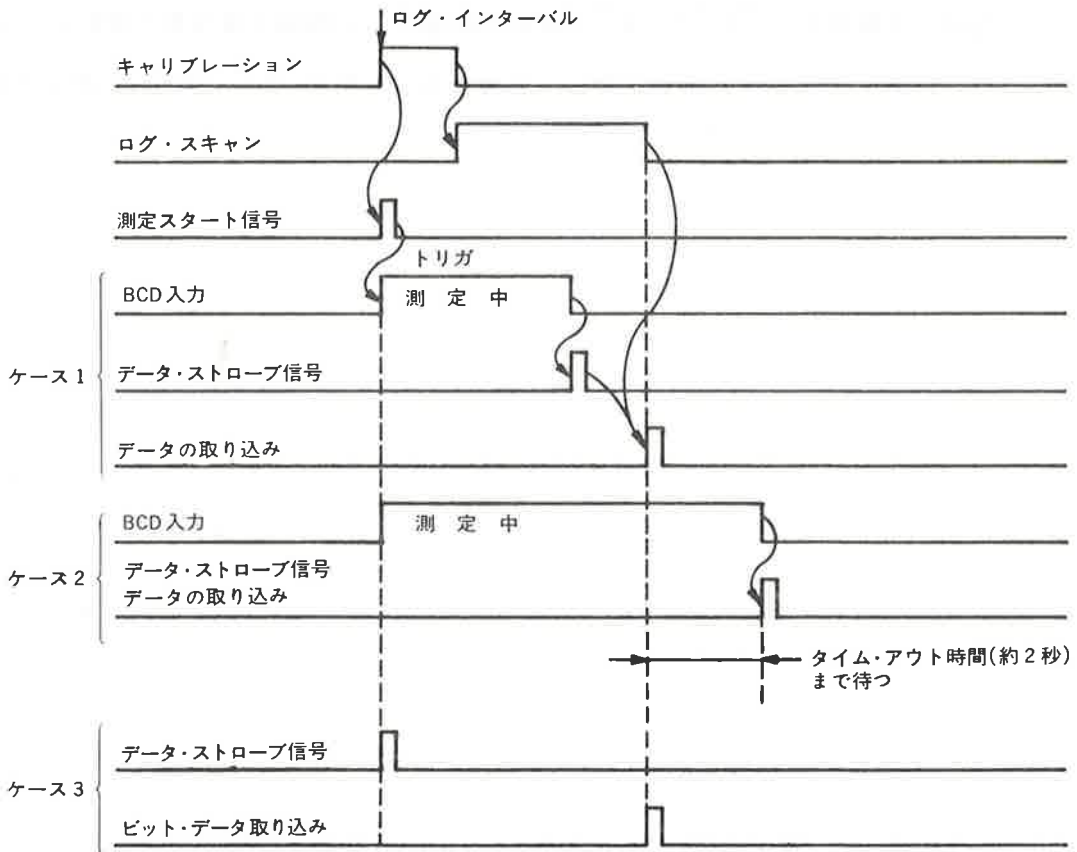 ログ・インターバル
キャリブレーション
ログ・スキャン
測定スタート信号
トリガ
ケース1
BCD入力
測定中
データ・ストローブ信号
データの取り込み
ケース2
BCD入力
測定中
データ・ストローブ信号
データの取り込み
タイム・アウト時間(約2秒)
まで待つ
ケース3
データ・ストローブ信号
ビット・データ取り込み